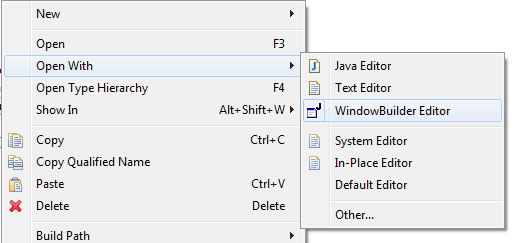 New
Open F3
Open With
Open Type Hierarchy F4
Show In Alt+Shift+W
Copy Ctrl+C
Copy Qualified Name
Paste Ctrl+V
Delete Delete
Build Path
Java Editor
Text Editor
WindowBuilder Editor
System Editor
In-Place Editor
Default Editor
Other...